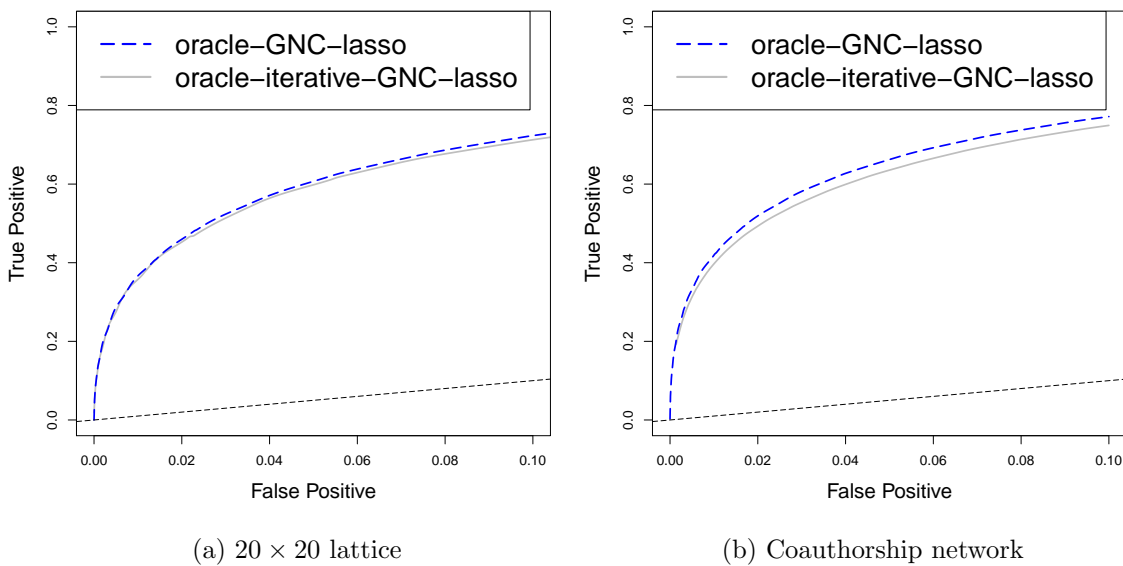 oracle−GNC−lasso
oracle−iterative−GNC−lasso
True Positive
0.0
0.2
0.4
0.6
0.8
1.0
0.00
0.02
0.04
0.06
0.08
0.10
False Positive
(a) 20 × 20 lattice
oracle−GNC−lasso
oracle−iterative−GNC−lasso
True Positive
0.0
0.2
0.4
0.6
0.8
1.0
0.00
0.02
0.04
0.06
0.08
0.10
False Positive
(b) Coauthorship network